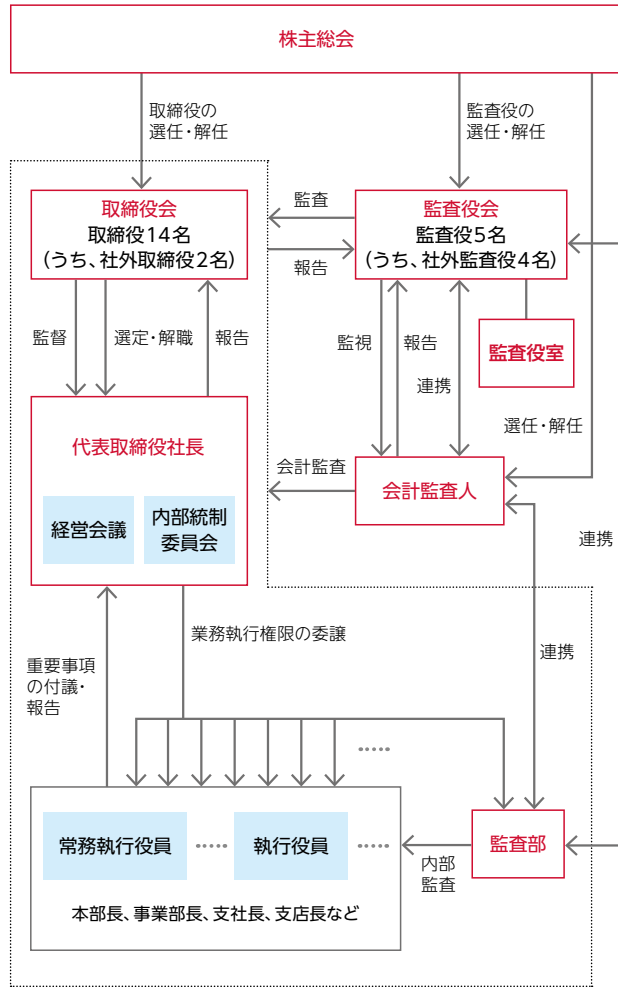 株主総会
取締役の
選任・解任
監査役の
選任・解任
取締役会
取締役14名
(うち、社外取締役2名)
監査
報告
監査役会
監査役5名
(うち、社外監査役4名)
監督
選定・解職
報告
監視
報告
連携
監査役室
選任・解任
代表取締役社長
経営会議
内部統制
委員会
会計監査
会計監査人
連携
業務執行権限の委譲
連携
重要事項
の付議・
報告
常務執行役員
執行役員
本部長、事業部長、支社長、支店長など
内部
監査
監査部